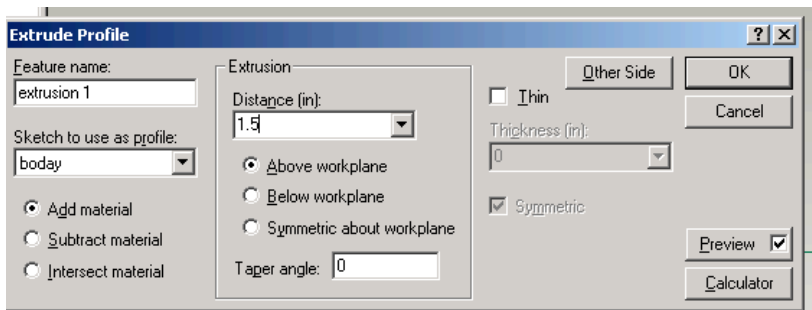 Extrude Profile
Feature name:
extrusion 1
Sketch to use as profile:
boday
Add material
Subtract material
Intersect material
Extrusion
Distance (in):
1.5
Above workplane
Below workplane
Symmetric about workplane
Taper angle: 0
Other Side
Thin
Thickness (in):
0
Symmetric
OK
Cancel
Preview
Calculator